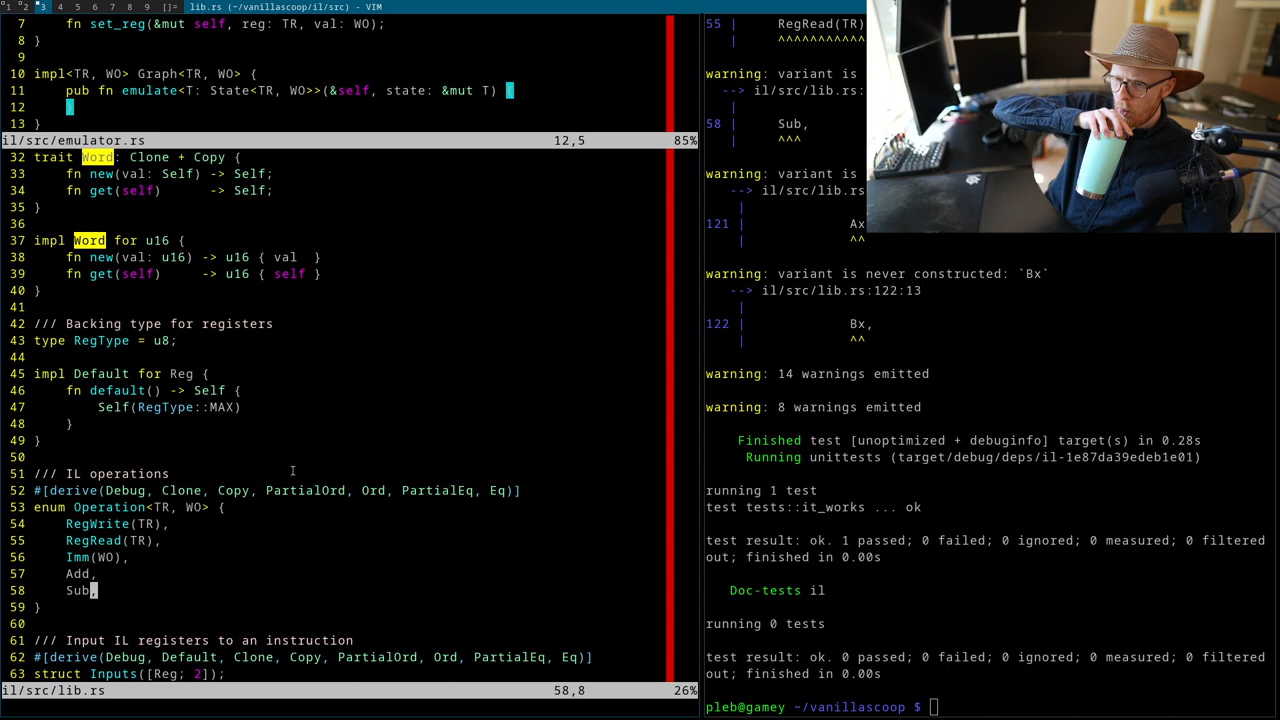 1 2 3 4 5 6 7 8 9 []= lib.rs (~/vanillascoop/il/src) - VIM
7     fn set_reg(&mut self, reg: TR, val: WO);
8 }
9
10 impl<TR, WO> Graph<TR, WO> {
11     pub fn emulate<T: State<TR, WO>>(&self, state: &mut T) {
12     }
13 }
il/src/emulator.rs 12,5 85%
32 trait Word: Clone + Copy {
33     fn new(val: Self) -> Self;
34     fn get(self)      -> Self;
35 }
36
37 impl Word for u16 {
38     fn new(val: u16) -> u16 { val  }
39     fn get(self)     -> u16 { self }
40 }
41
42 /// Backing type for registers
43 type RegType = u8;
44
45 impl Default for Reg {
46     fn default() -> Self {
47         Self(RegType::MAX)
48     }
49 }
50
51 /// IL operations
52 #[derive(Debug, Clone, Copy, PartialOrd, Ord, PartialEq, Eq)]
53 enum Operation<TR, WO> {
54     RegWrite(TR),
55     RegRead(TR),
56     Imm(WO),
57     Add,
58     Sub,
59 }
60
61 /// Input IL registers to an instruction
62 #[derive(Debug, Default, Clone, Copy, PartialOrd, Ord, PartialEq, Eq)]
63 struct Inputs([Reg; 2]);
il/src/lib.rs 58,8 26%
55 |     RegRead(TR)
   |     ^^^^^^^^^^^
warning: variant is
  --> il/src/lib.rs:
   |
58 |     Sub,
   |     ^^^
warning: variant is
   --> il/src/lib.rs
    |
121 |             Ax
    |             ^^
warning: variant is never constructed: `Bx`
   --> il/src/lib.rs:122:13
    |
122 |             Bx,
    |             ^^
warning: 14 warnings emitted
warning: 8 warnings emitted
    Finished test [unoptimized + debuginfo] target(s) in 0.28s
     Running unittests (target/debug/deps/il-1e87da39edeb1e01)
running 1 test
test tests::it_works ... ok
test result: ok. 1 passed; 0 failed; 0 ignored; 0 measured; 0 filtered
out; finished in 0.00s
   Doc-tests il
running 0 tests
test result: ok. 0 passed; 0 failed; 0 ignored; 0 measured; 0 filtered
out; finished in 0.00s
pleb@gamey ~/vanillascoop $